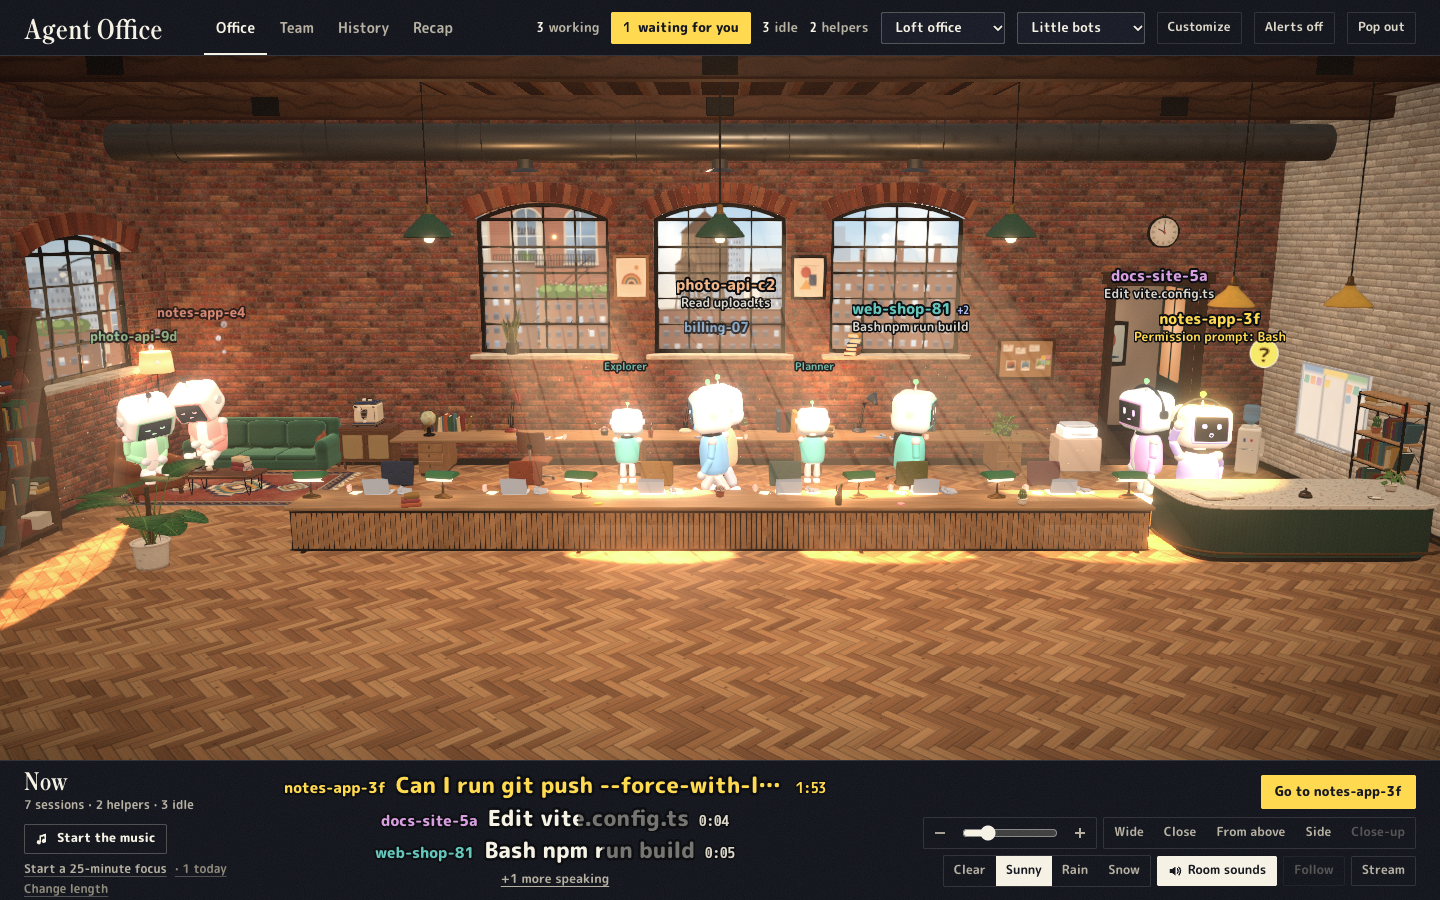 Agent Office
Office Team History Recap
3 working 1 waiting for you 3 idle 2 helpers
Loft office
Little bots
Customize
Alerts off
Pop out
notes-app-e4
photo-api-9d
photo-api-c2
Read upload.ts
billing-07
Explorer
Planner
web-shop-81 +2
Bash npm run build
docs-site-5a
Edit vite.config.ts
notes-app-3f
Permission prompt: Bash
?
Now
7 sessions · 2 helpers · 3 idle
Start the music
Start a 25-minute focus · 1 today
Change length
notes-app-3f Can I run git push --force-with-l··· 1:53
docs-site-5a Edit vite.config.ts 0:04
web-shop-81 Bash npm run build 0:05
+1 more speaking
Go to notes-app-3f
Wide Close From above Side Close-up
Clear Sunny Rain Snow
Room sounds
Follow
Stream